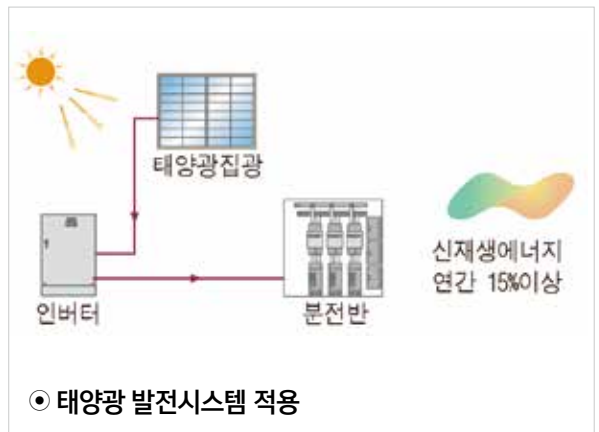 태양광집광
신재생에너지
연간 15%이상
인버터
분전반
⊙ 태양광 발전시스템 적용